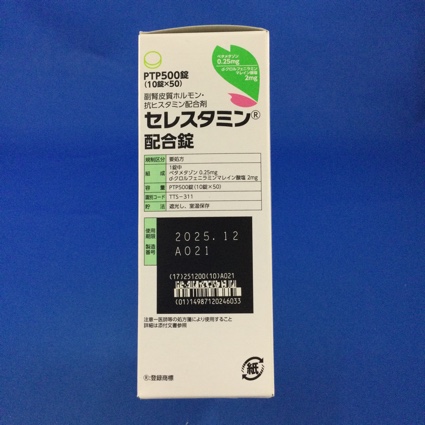 ベタメタゾン
0.25mg
d-クロルフェニラミン
マレイン酸塩
2mg
PTP500錠
(10錠×50)
副腎皮質ホルモン・
抗ヒスタミン配合剤
セレスタミン®
配合錠
規制区分 要処方
1錠中
組成 ベタメタゾン 0.25mg
d-クロルフェニラミンマレイン酸塩 2mg
容量 PTP500錠(10錠×50)
識別コード TTS-311
貯法 遮光し、室温保存
使用
期限 2025.12
製造
番号 A021
(17)251200(10)A021
(01)14987120246033
注意-医師等の処方箋により使用すること
詳細は添付文書参照
紙
®登録商標